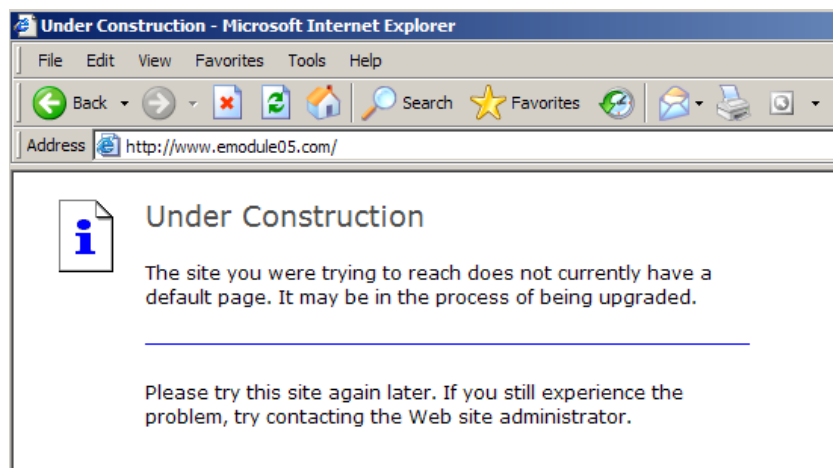 Under Construction - Microsoft Internet Explorer
File Edit View Favorites Tools Help
Back Search Favorites
Address http://www.emodule05.com/
i
Under Construction
The site you were trying to reach does not currently have a
default page. It may be in the process of being upgraded.
Please try this site again later. If you still experience the
problem, try contacting the Web site administrator.